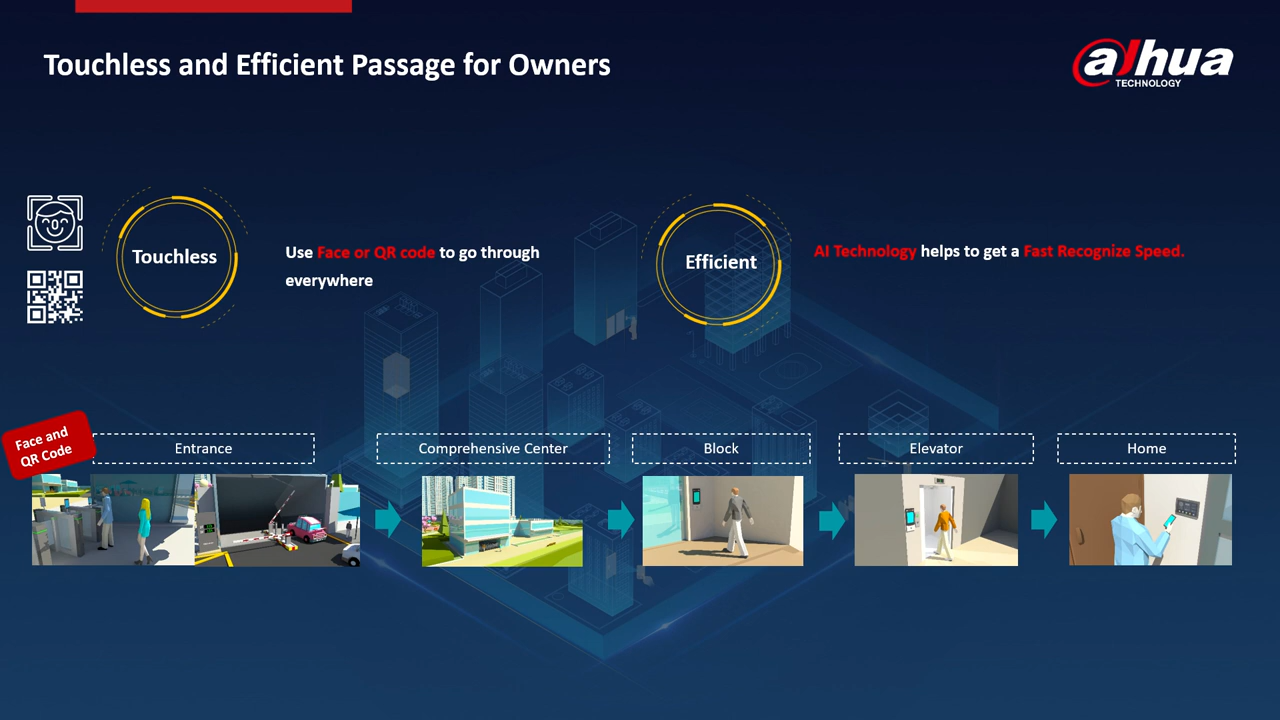 Touchless and Efficient Passage for Owners
alhua
TECHNOLOGY
Touchless
Use Face or QR code to go through
everywhere
Efficient
AI Technology helps to get a Fast Recognize Speed.
Face and
QR Code
Entrance
Comprehensive Center
Block
Elevator
Home